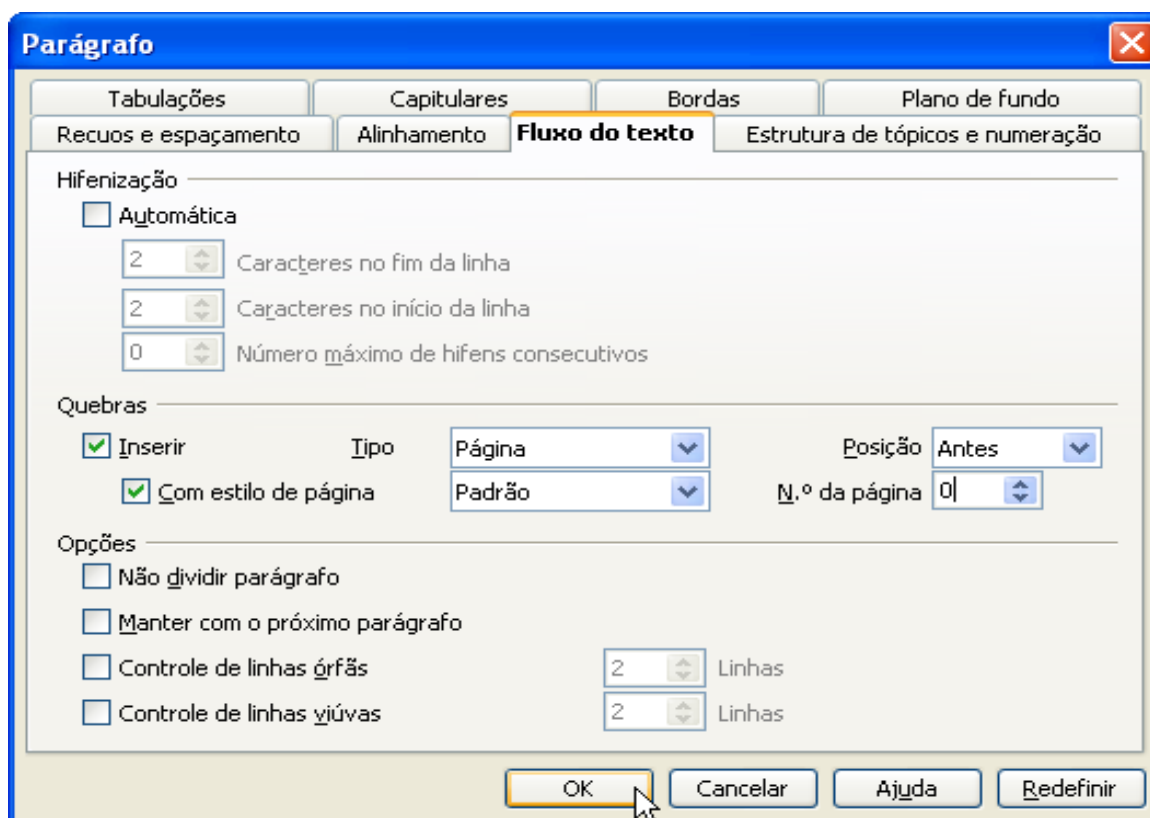 Parágrafo
Tabulações Capitulares Bordas Plano de fundo
Recuos e espaçamento Alinhamento Fluxo do texto Estrutura de tópicos e numeração
Hifenização
Automática
2 Caracteres no fim da linha
2 Caracteres no início da linha
0 Número máximo de hifens consecutivos
Quebras
Inserir Tipo Página Posição Antes
Com estilo de página Padrão N.º da página 0
Opções
Não dividir parágrafo
Manter com o próximo parágrafo
Controle de linhas órfãs 2 Linhas
Controle de linhas viúvas 2 Linhas
OK Cancelar Ajuda Redefinir